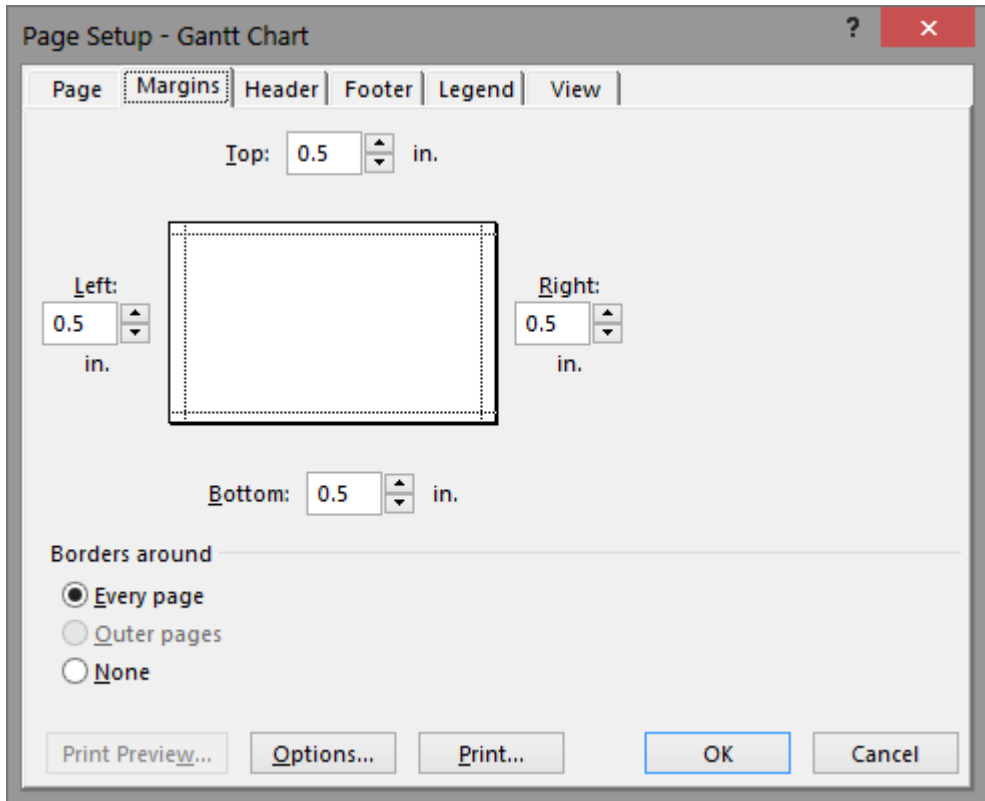 Page Setup - Gantt Chart ?
Page Margins Header Footer Legend View
Top: 0.5 in.
Left: Right:
0.5 0.5
in. in.
Bottom: 0.5 in.
Borders around
Every page
Outer pages
None
Print Preview... Options... Print... OK Cancel